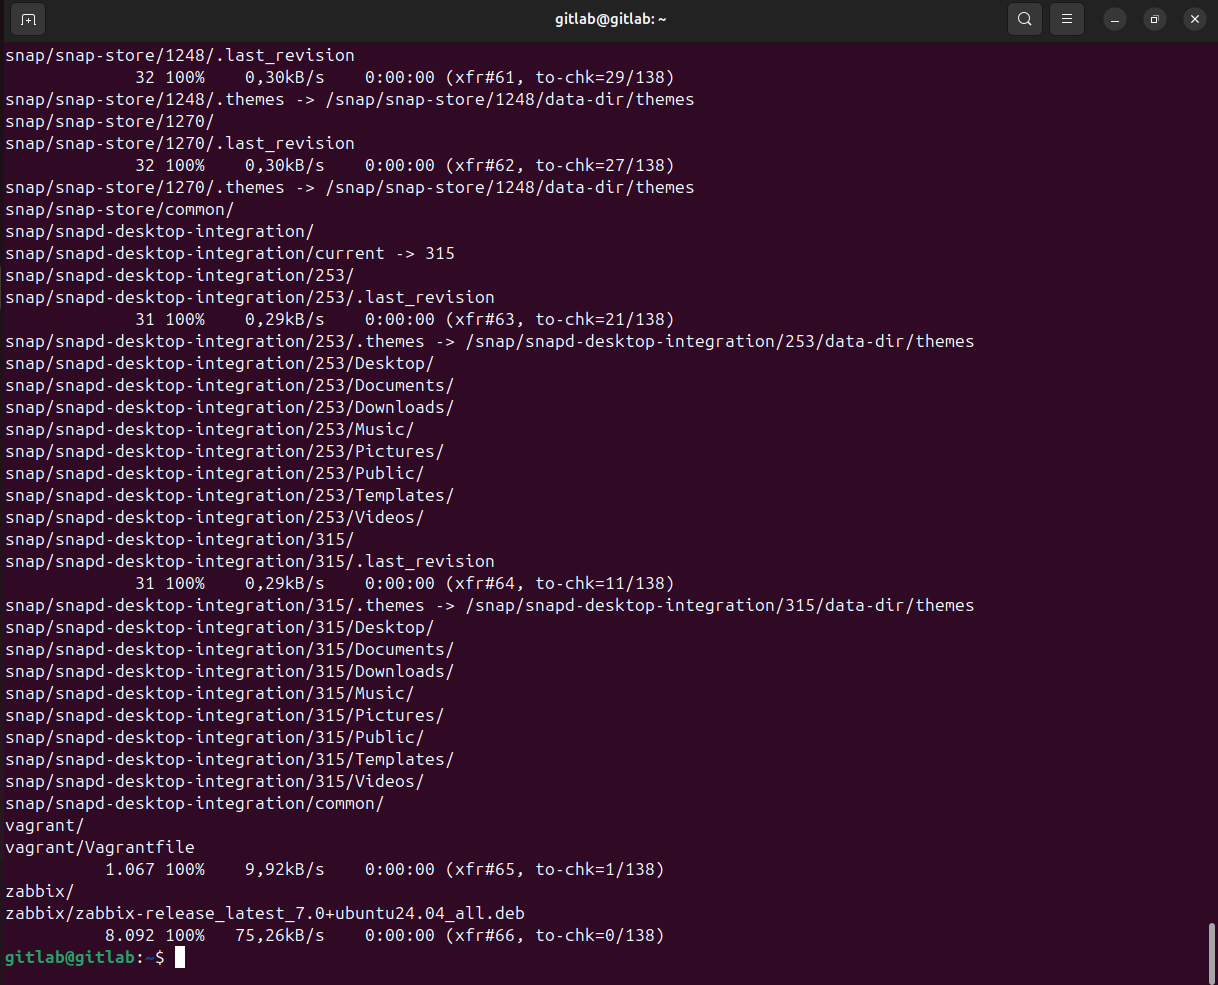 gitlab@gitlab: ~
snap/snap-store/1248/.last_revision
32 100% 0,30kB/s 0:00:00 (xfr#61, to-chk=29/138)
snap/snap-store/1248/.themes -> /snap/snap-store/1248/data-dir/themes
snap/snap-store/1270/
snap/snap-store/1270/.last_revision
32 100% 0,30kB/s 0:00:00 (xfr#62, to-chk=27/138)
snap/snap-store/1270/.themes -> /snap/snap-store/1248/data-dir/themes
snap/snap-store/common/
snap/snapd-desktop-integration/
snap/snapd-desktop-integration/current -> 315
snap/snapd-desktop-integration/253/
snap/snapd-desktop-integration/253/.last_revision
31 100% 0,29kB/s 0:00:00 (xfr#63, to-chk=21/138)
snap/snapd-desktop-integration/253/.themes -> /snap/snapd-desktop-integration/253/data-dir/themes
snap/snapd-desktop-integration/253/Desktop/
snap/snapd-desktop-integration/253/Documents/
snap/snapd-desktop-integration/253/Downloads/
snap/snapd-desktop-integration/253/Music/
snap/snapd-desktop-integration/253/Pictures/
snap/snapd-desktop-integration/253/Public/
snap/snapd-desktop-integration/253/Templates/
snap/snapd-desktop-integration/253/Videos/
snap/snapd-desktop-integration/315/
snap/snapd-desktop-integration/315/.last_revision
31 100% 0,29kB/s 0:00:00 (xfr#64, to-chk=11/138)
snap/snapd-desktop-integration/315/.themes -> /snap/snapd-desktop-integration/315/data-dir/themes
snap/snapd-desktop-integration/315/Desktop/
snap/snapd-desktop-integration/315/Documents/
snap/snapd-desktop-integration/315/Downloads/
snap/snapd-desktop-integration/315/Music/
snap/snapd-desktop-integration/315/Pictures/
snap/snapd-desktop-integration/315/Public/
snap/snapd-desktop-integration/315/Templates/
snap/snapd-desktop-integration/315/Videos/
snap/snapd-desktop-integration/common/
vagrant/
vagrant/Vagrantfile
1.067 100% 9,92kB/s 0:00:00 (xfr#65, to-chk=1/138)
zabbix/
zabbix/zabbix-release_latest_7.0+ubuntu24.04_all.deb
8.092 100% 75,26kB/s 0:00:00 (xfr#66, to-chk=0/138)
gitlab@gitlab:~$